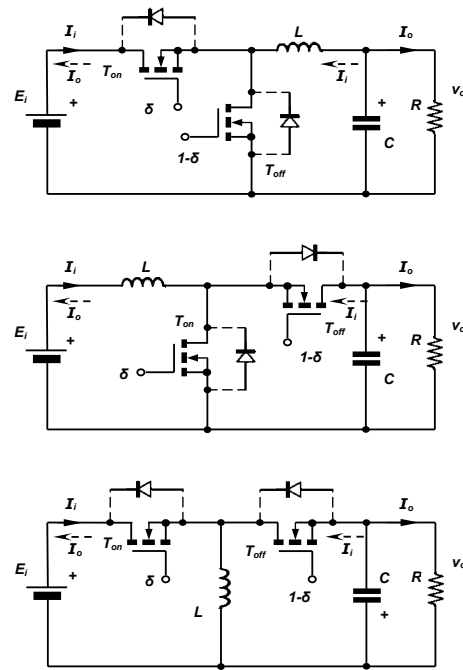 Ii Io
Io Ton L Ii
Ei + δ + R vo
1-δ C
Toff
Ii L Io
Io Ton Toff Ii
Ei + 1-δ + R vo
δ C
Ii Io
Io Ton Toff Ii
Ei + δ L 1-δ C R vo
+